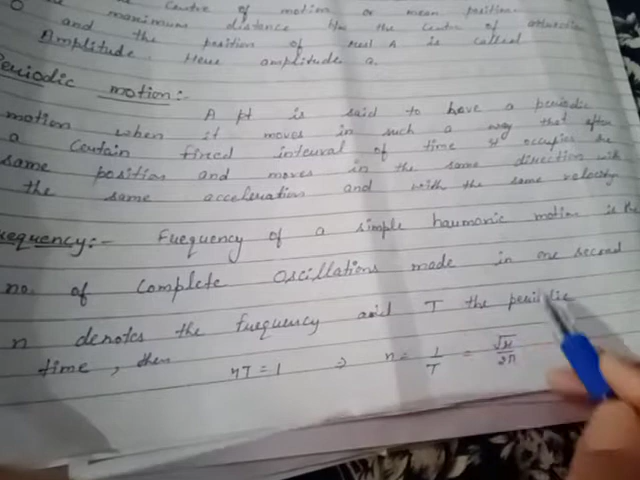 centre of motion or mean position.
and the maximum distance b/w the centre of attraction
and the position of rest A is called
Amplitude. Here amplitude a.
Periodic motion:-
A pt is said to have a periodic
motion when it moves in such a way that after
a certain fixed interval of time it occupies the
same position and moves in the same direction with
the same acceleration and with the same velocity
requency:- Frequency of a simple harmonic motion is the
no. of complete oscillations made in one second
n denotes the frequency and T the periodic
time, then
nT = 1 ⇒ n = 1/T = √μ/2π